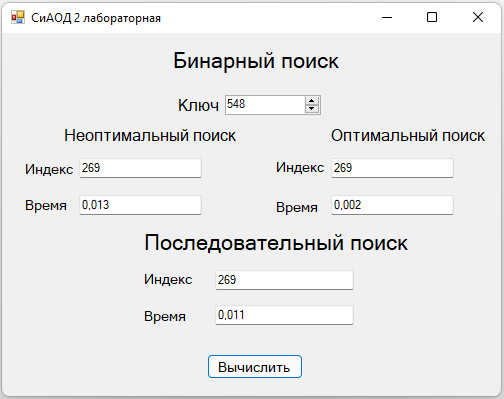 СиАОД 2 лабораторная
Бинарный поиск
Ключ 548
Неоптимальный поиск Оптимальный поиск
Индекс 269 Индекс 269
Время 0,013 Время 0,002
Последовательный поиск
Индекс 269
Время 0,011
Вычислить